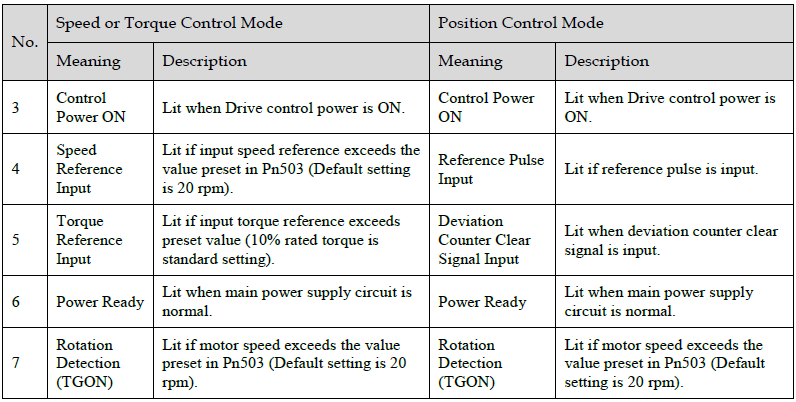 No.
Speed or Torque Control Mode
Position Control Mode
Meaning
Description
Meaning
Description
3
Control
Power ON
Lit when Drive control power is ON.
Control Power
ON
Lit when Drive control power is
ON.
4
Speed
Reference
Input
Lit if input speed reference exceeds the
value preset in Pn503 (Default setting
is 20 rpm).
Reference Pulse
Input
Lit if reference pulse is input.
5
Torque
Reference
Input
Lit if input torque reference exceeds
preset value (10% rated torque is
standard setting).
Deviation
Counter Clear
Signal Input
Lit when deviation counter clear
signal is input.
6
Power Ready
Lit when main power supply circuit is
normal.
Power Ready
Lit when main power supply
circuit is normal.
7
Rotation
Detection
(TGON)
Lit if motor speed exceeds the value
preset in Pn503 (Default setting is 20
rpm).
Rotation
Detection
(TGON)
Lit if motor speed exceeds the
value preset in Pn503 (Default
setting is 20 rpm).